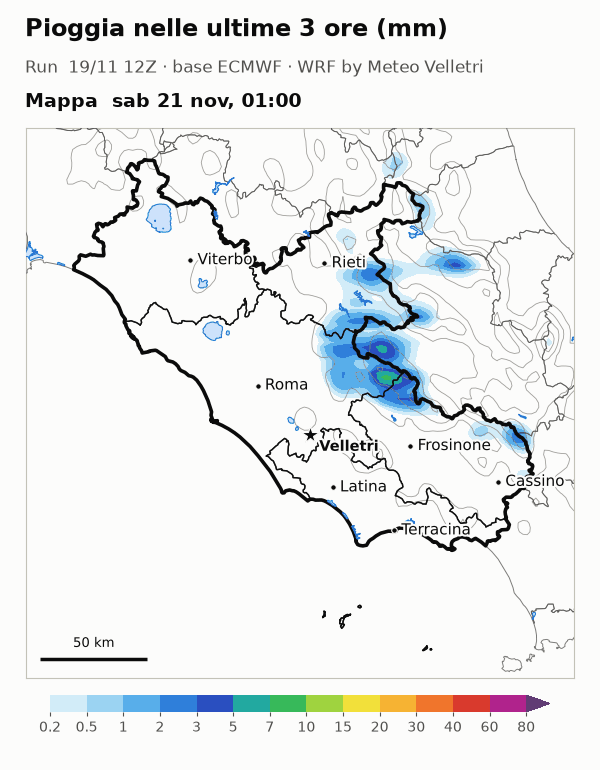 Pioggia nelle ultime 3 ore (mm)
Run  19/11 12Z · base ECMWF · WRF by Meteo Velletri
Mappa  sab 21 nov, 01:00
Viterbo
Rieti
Roma
Velletri
Frosinone
Latina
Cassino
Terracina
50 km
0.2 0.5 1 2 3 5 7 10 15 20 30 40 60 80